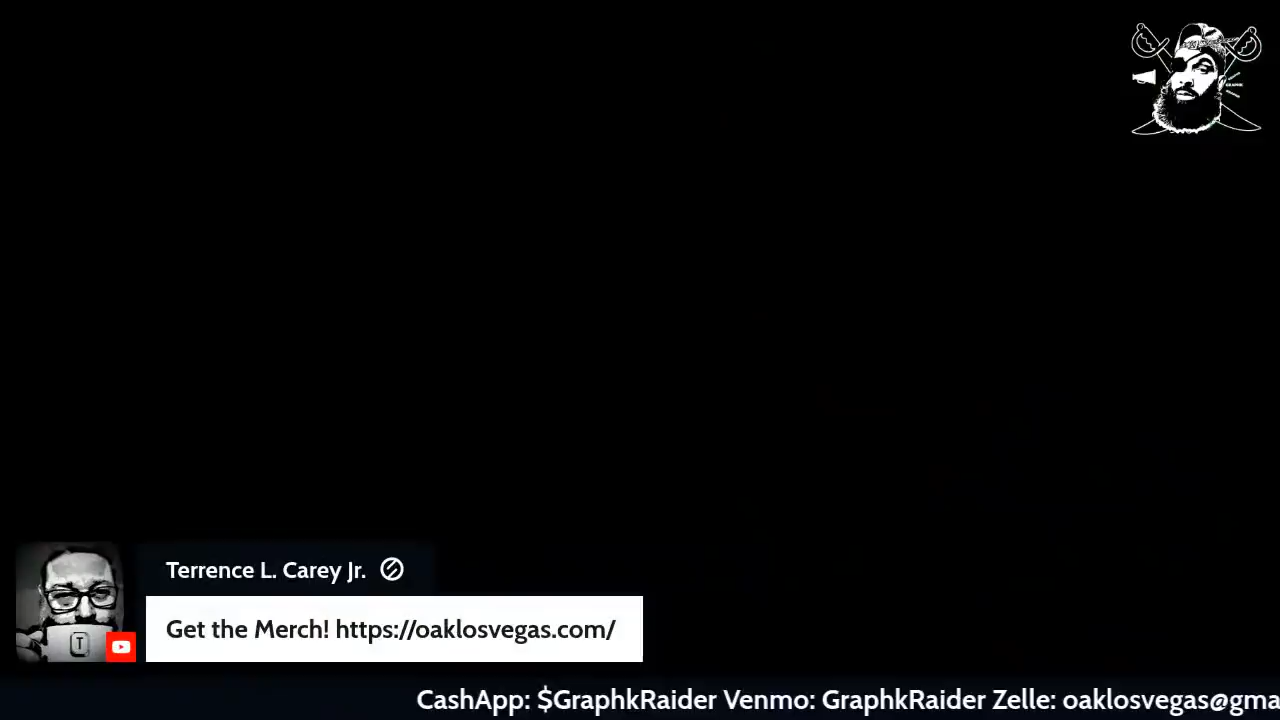 Terrence L. Carey Jr.
Get the Merch! https://oaklosvegas.com/
T
CashApp: $GraphkRaider Venmo: GraphkRaider Zelle: oaklosvegas@gma